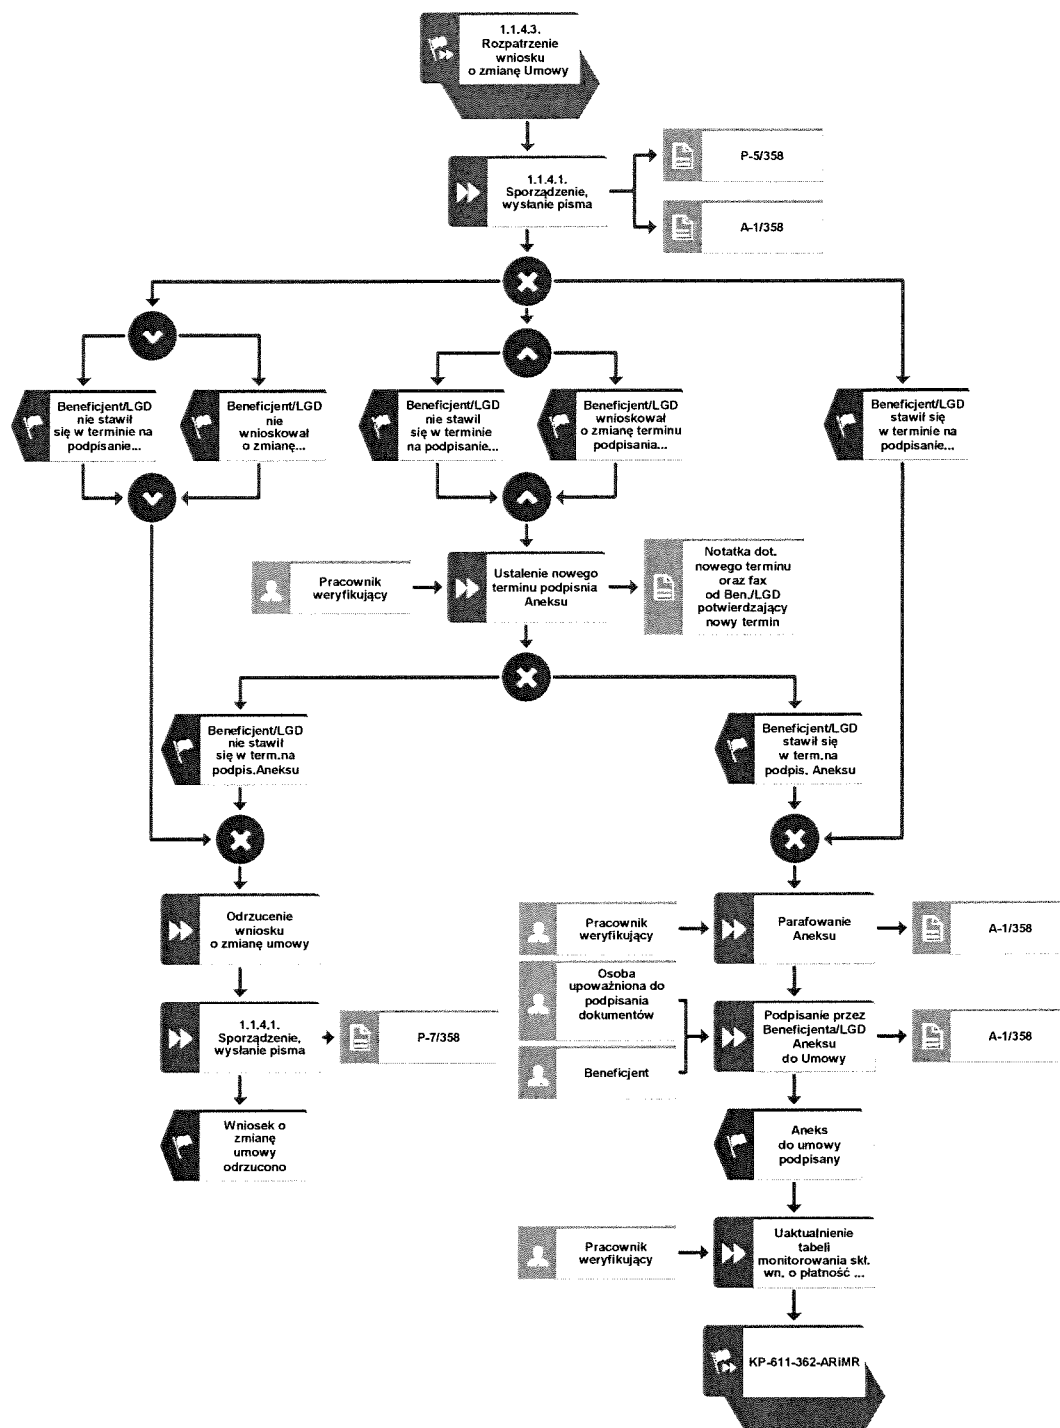 1.1.4.3.
Rozpatrzenie
wniosku
o zmianę Umowy
1.1.4.1.
Sporządzenie,
wysłanie pisma
P-5/358
A-1/358
Beneficjent/LGD
nie stawił
się w terminie na
podpisanie...
Beneficjent/LGD
nie
wnioskował
o zmianę...
Beneficjent/LGD
nie stawił
się w terminie
na podpisanie...
Beneficjent/LGD
wnioskował
o zmianę terminu
podpisania...
Beneficjent/LGD
stawił się
w terminie na
podpisanie...
Pracownik
weryfikujący
Ustalenie nowego
terminu podpisnia
Aneksu
Notatka dot.
nowego terminu
oraz fax
od Ben./LGD
potwierdzający
nowy termin
Beneficjent/LGD
nie stawił
się w term.na
podpis.Aneksu
Beneficjent/LGD
stawił się
w term.na
podpis. Aneksu
Odrzucenie
wniosku
o zmianę umowy
Pracownik
weryfikujący
Parafowanie
Aneksu
A-1/358
1.1.4.1.
Sporządzenie,
wysłanie pisma
P-7/358
Osoba
upoważniona do
podpisania
dokumentów
Beneficjent
Podpisanie przez
Beneficjenta/LGD
Aneksu
do Umowy
A-1/358
Wniosek o
zmianę
umowy
odrzucono
Aneks
do umowy
podpisany
Pracownik
weryfikujący
Uaktualnienie
tabeli
monitorowania skł.
wn. o płatność ...
KP-611-362-ARiMR